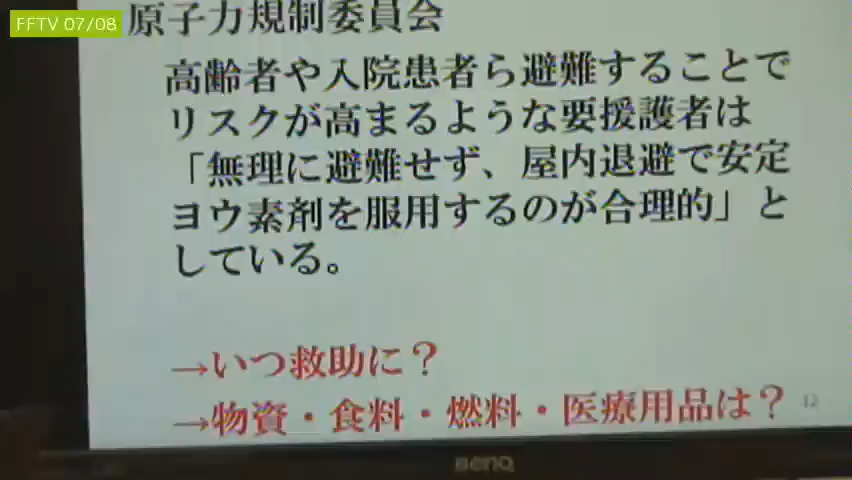 FFTV 07/08
原子力規制委員会
高齢者や入院患者ら避難することで
リスクが高まるような要援護者は
「無理に避難せず、屋内退避で安定
ヨウ素剤を服用するのが合理的」と
している。
→いつ救助に？
→物資・食料・燃料・医療用品は？
12
BenQ